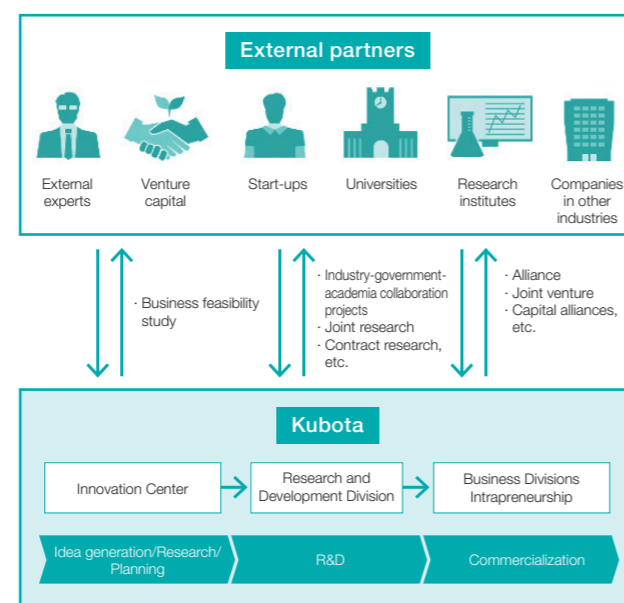 External partners
External
experts
Venture
capital
Start-ups
Universities
Research
institutes
Companies
in other
industries
· Business feasibility
study
· Industry-government-
academia collaboration
projects
· Joint research
· Contract research,
etc.
· Alliance
· Joint venture
· Capital alliances,
etc.
Kubota
Innovation Center
Research and
Development Division
Business Divisions
Intrapreneurship
Idea generation/Research/
Planning
R&D
Commercialization